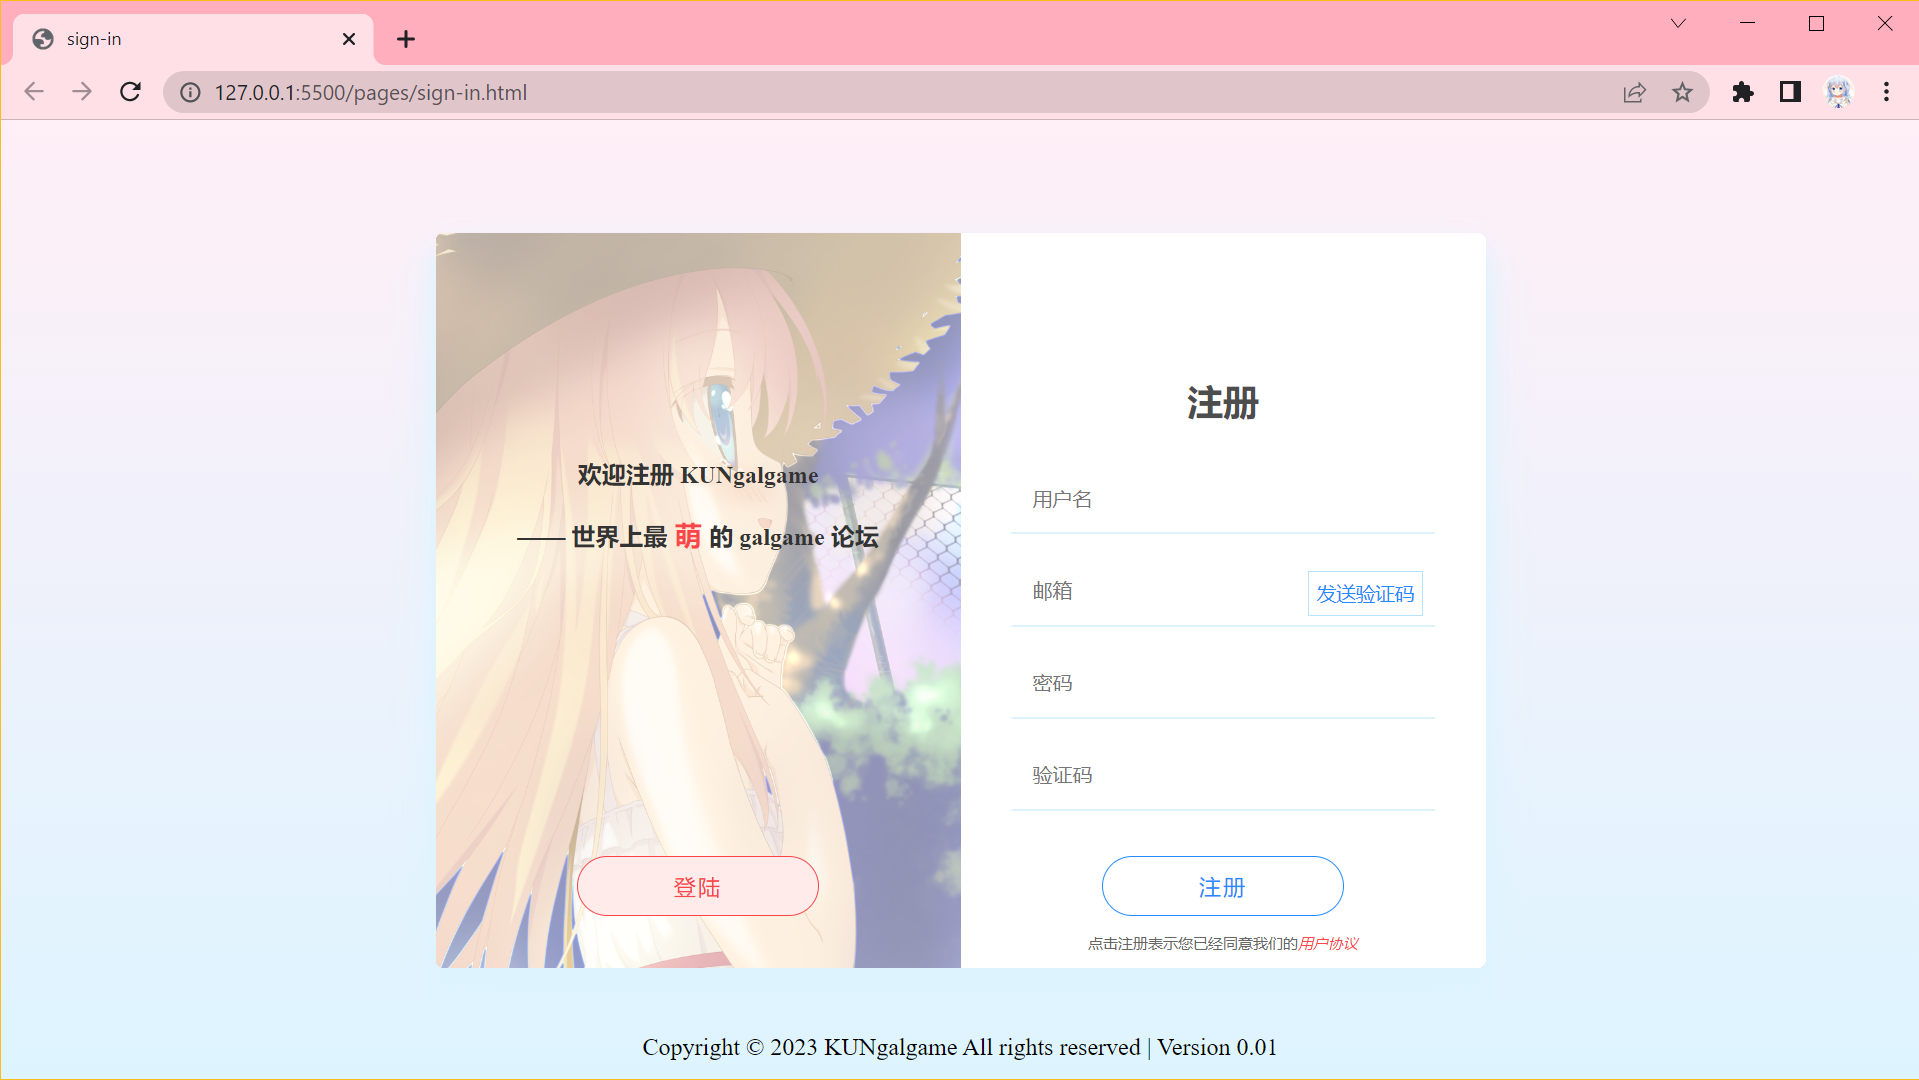 sign-in
127.0.0.1:5500/pages/sign-in.html
欢迎注册 KUNgalgame
—— 世界上最 萌 的 galgame 论坛
登陆
注册
用户名
邮箱
发送验证码
密码
验证码
注册
点击注册表示您已经同意我们的用户协议
Copyright © 2023 KUNgalgame All rights reserved | Version 0.01